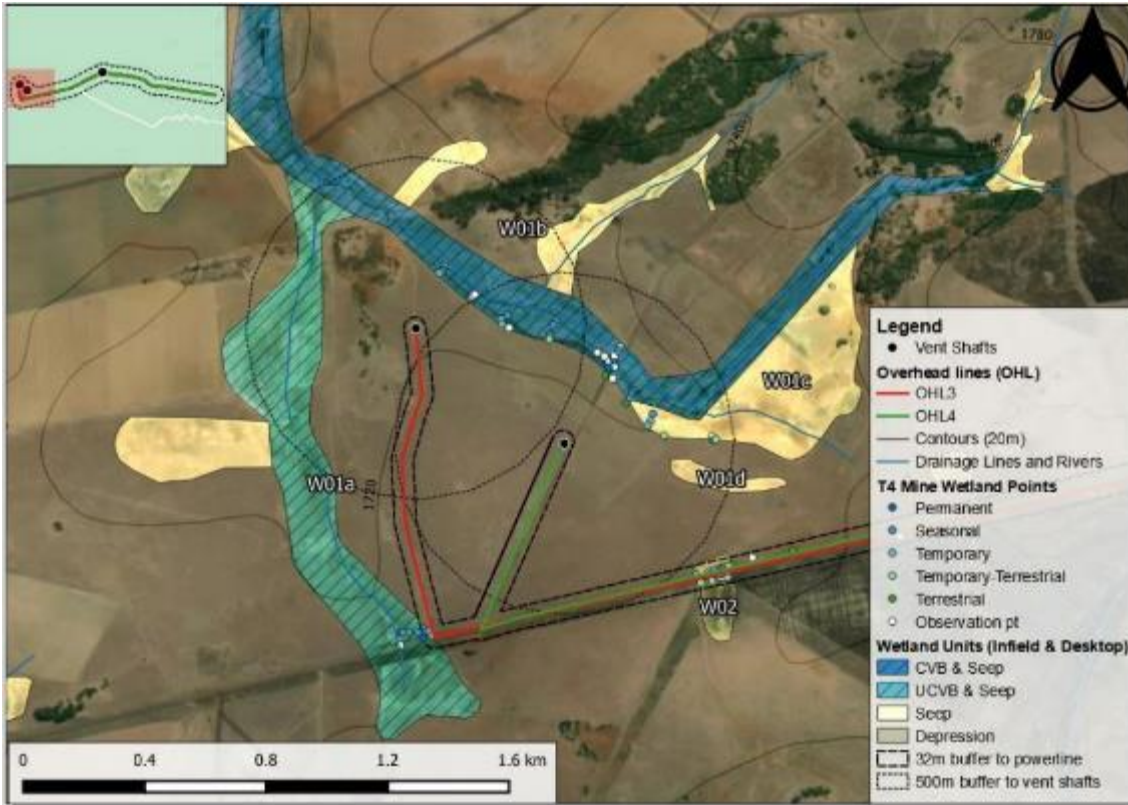 1780
W01b
W01c
W01a
1720
W01d
W02
Legend
Vent Shafts
Overhead lines (OHL)
OHL3
OHL4
Contours (20m)
Drainage Lines and Rivers
T4 Mine Wetland Points
Permanent
Seasonal
Temporary
Temporary-Terrestrial
Terrestrial
Observation pt
Wetland Units (Infield & Desktop)
CVB & Seep
UCVB & Seep
Seep
Depression
32m buffer to powerline
500m buffer to vent shafts
0 0.4 0.8 1.2 1.6 km